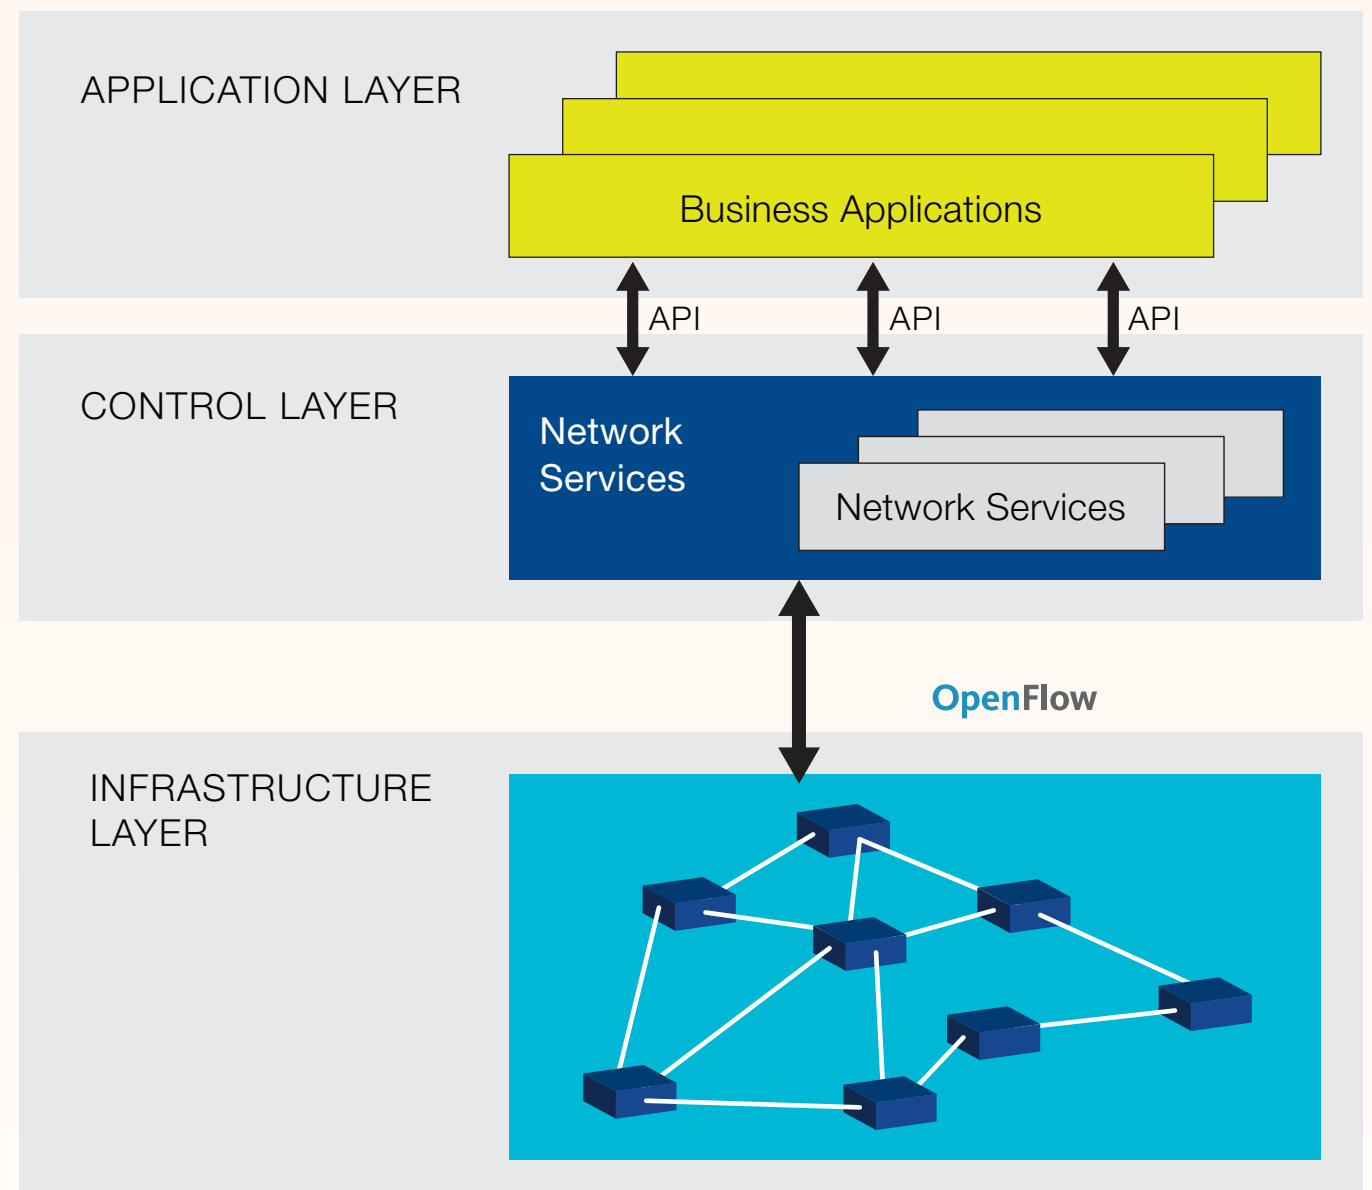 APPLICATION LAYER
Business Applications
API API API
CONTROL LAYER
Network
Services
Network Services
OpenFlow
INFRASTRUCTURE
LAYER